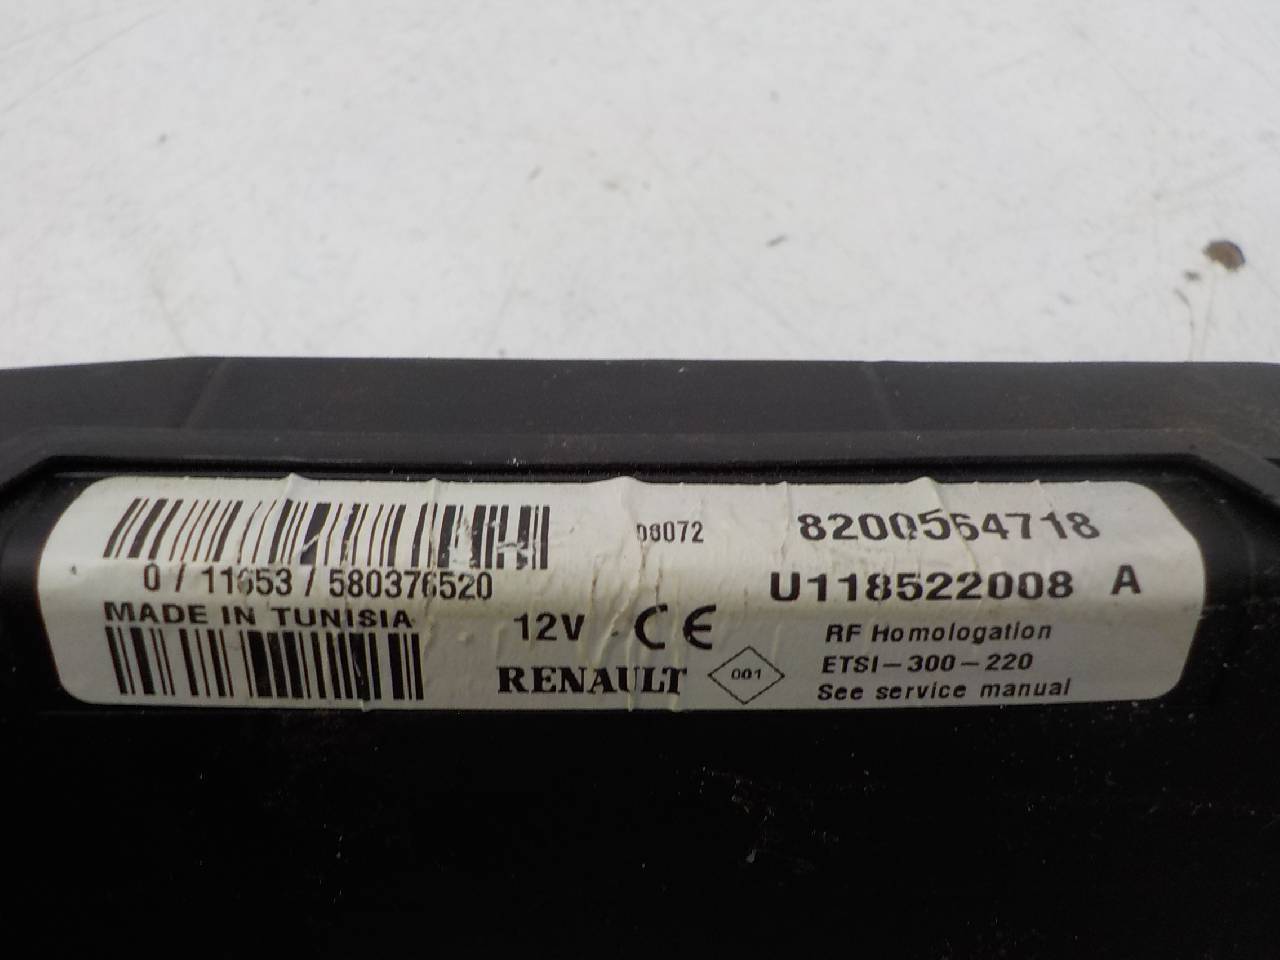 08072 8200564718
0/11653/580376520 U118522008 A
MADE IN TUNISIA
12V CE RF Homologation
RENAULT 001 ETSI-300-220
See service manual